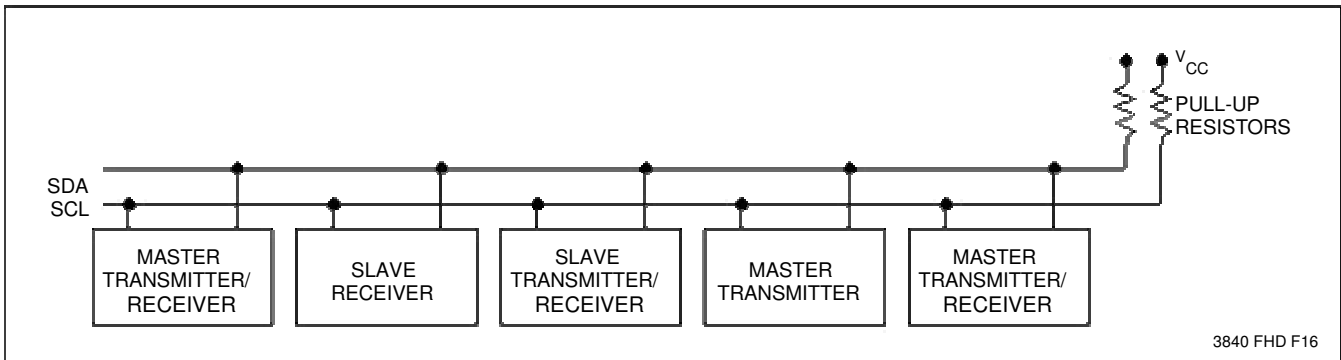 V
CC
PULL-UP
RESISTORS
SDA
SCL
MASTER
TRANSMITTER/
RECEIVER
SLAVE
RECEIVER
SLAVE
TRANSMITTER/
RECEIVER
MASTER
TRANSMITTER
MASTER
TRANSMITTER/
RECEIVER
3840 FHD F16